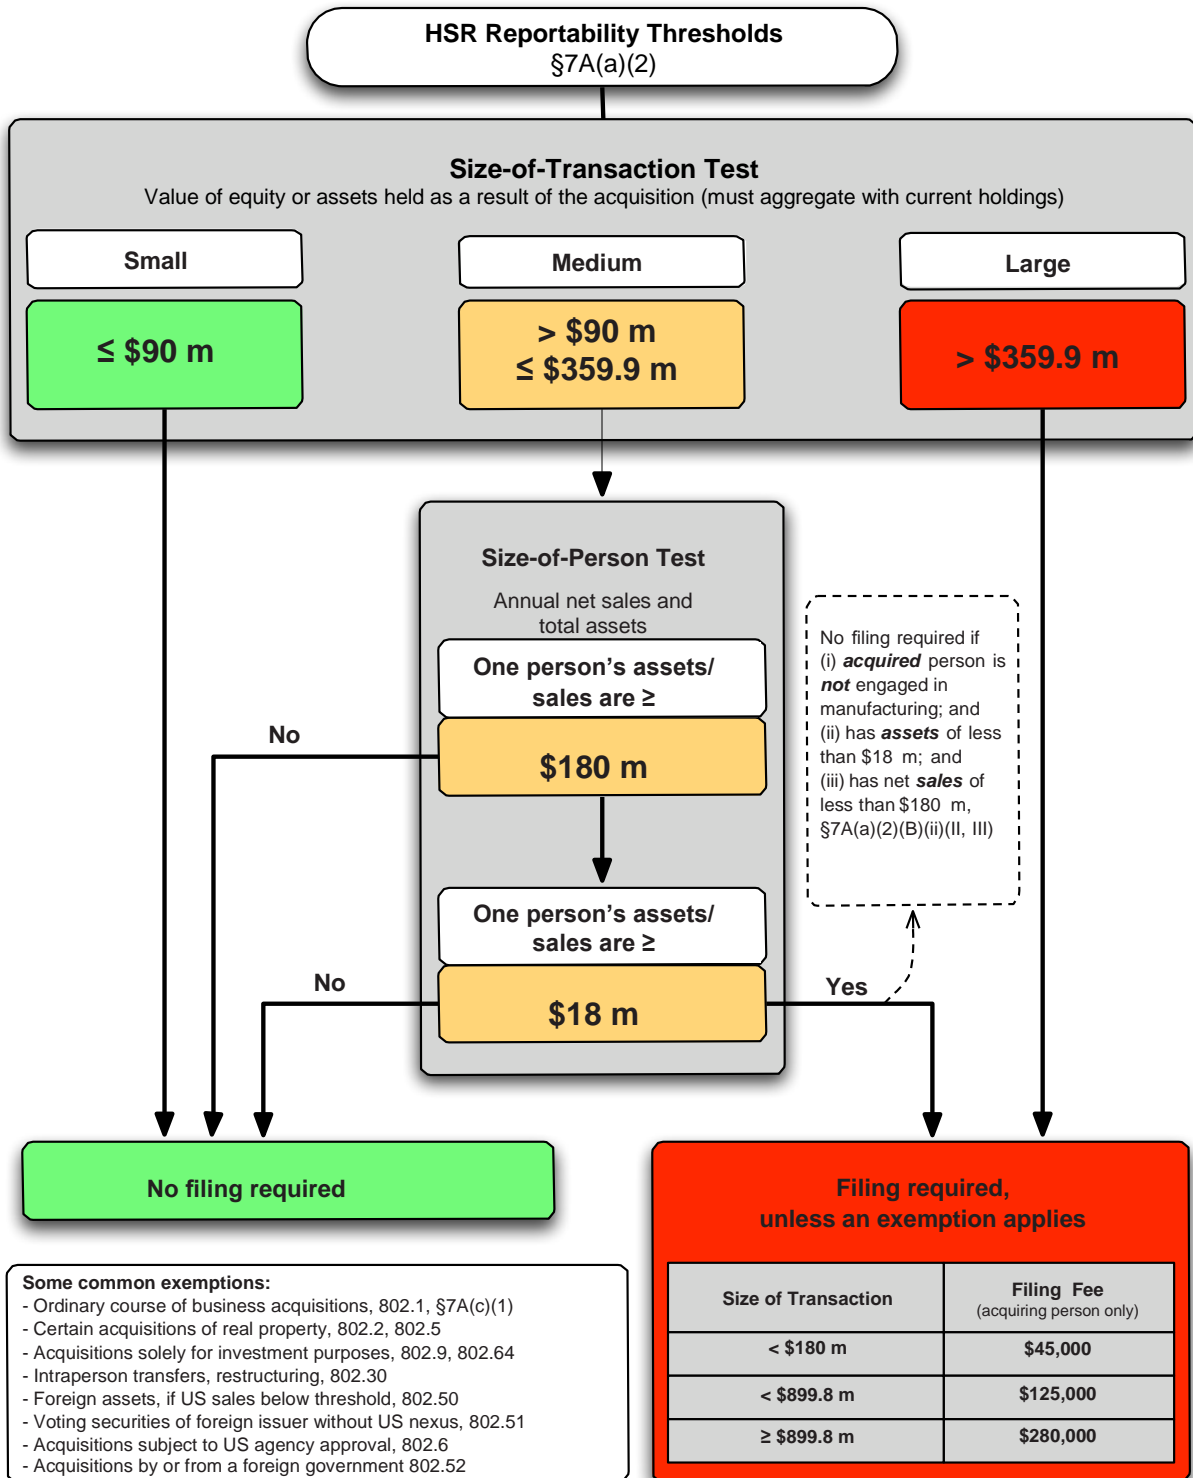 HSR Reportability Thresholds
§7A(a)(2)
Size-of-Transaction Test
Value of equity or assets held as a result of the acquisition (must aggregate with current holdings)
Small
Medium
Large
≤ $90 m
> $90 m
≤ $359.9 m
> $359.9 m
Size-of-Person Test
Annual net sales and
total assets
One person's assets/
sales are ≥
No
$180 m
No filing required if
(i) acquired person is
not engaged in
manufacturing; and
(ii) has assets of less
than $18 m; and
(iii) has net sales of
less than $180 m,
§7A(a)(2)(B)(ii)(II, III)
One person's assets/
sales are ≥
No
$18 m
Yes
No filing required
Filing required,
unless an exemption applies
Some common exemptions:
- Ordinary course of business acquisitions, 802.1, §7A(c)(1)
- Certain acquisitions of real property, 802.2, 802.5
- Acquisitions solely for investment purposes, 802.9, 802.64
- Intraperson transfers, restructuring, 802.30
- Foreign assets, if US sales below threshold, 802.50
- Voting securities of foreign issuer without US nexus, 802.51
- Acquisitions subject to US agency approval, 802.6
- Acquisitions by or from a foreign government 802.52
Size of Transaction
Filing Fee
(acquiring person only)
< $180 m
$45,000
< $899.8 m
$125,000
≥ $899.8 m
$280,000